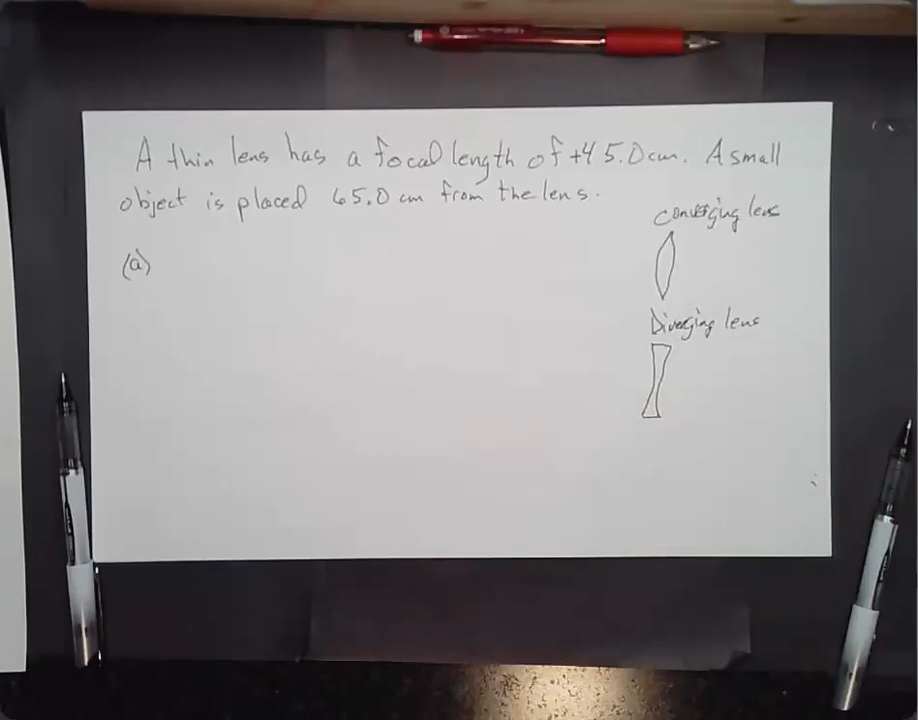 A thin lens has a focal length of +45.0cm. A small
object is placed 65.0 cm from the lens.
Converging lens
(a)
Diverging lens